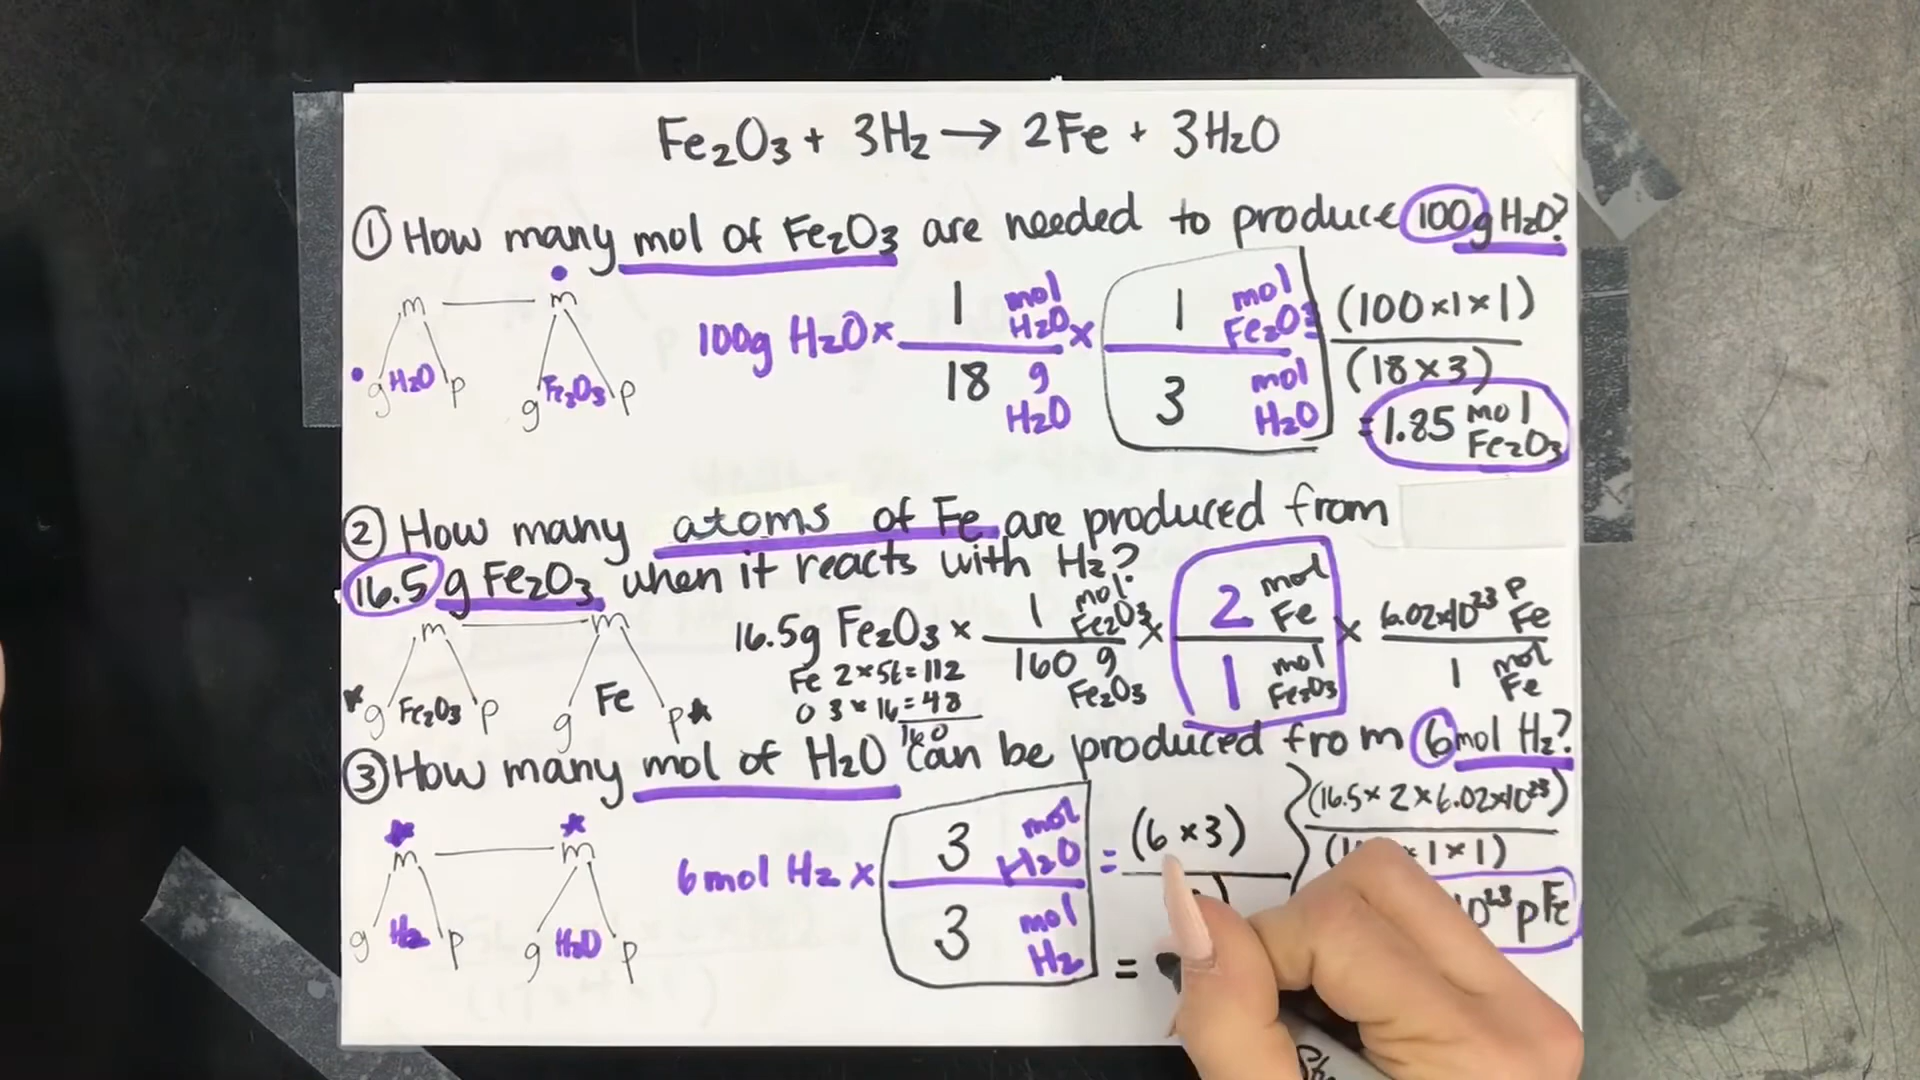 Fe2O3 + 3H2 → 2Fe + 3H2O
① How many mol of Fe2O3 are needed to produce 100g H2O?
m m
g H2O p g Fe2O3 p
100g H2O × 1 mol H2O / 18 g H2O × 1 mol Fe2O3 / 3 mol H2O
(100×1×1) / (18×3)
= 1.85 mol Fe2O3
② How many atoms of Fe are produced from
16.5 g Fe2O3 when it reacts with H2?
m m
g Fe2O3 p g Fe p
16.5g Fe2O3 × 1 mol Fe2O3 / 160 g Fe2O3 × 2 mol Fe / 1 mol Fe2O3 × 6.02×10^23 p Fe / 1 mol Fe
Fe 2×56=112
O 3×16=48
160
③ How many mol of H2O can be produced from 6 mol H2?
m m
g H2 p g H2O p
6 mol H2 × 3 mol H2O / 3 mol H2 = (6×3)
=
(16.5×2×6.02×10^23)
×1×1)
10^23 p Fe